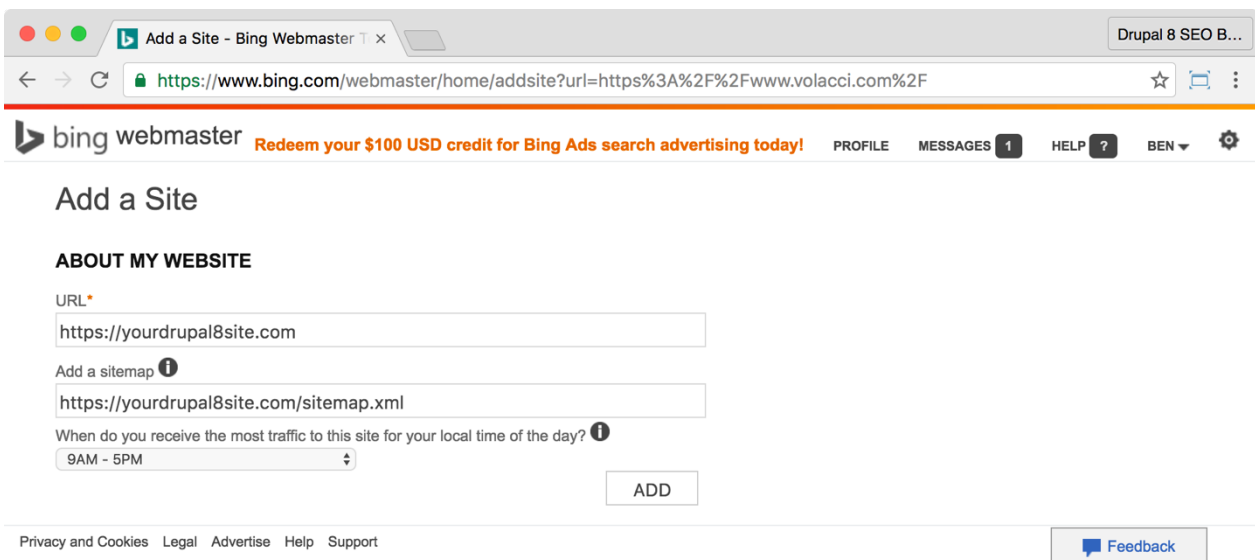 Add a Site - Bing Webmaster T
Drupal 8 SEO B...
https://www.bing.com/webmaster/home/addsite?url=https%3A%2F%2Fwww.volacci.com%2F
bing webmaster Redeem your $100 USD credit for Bing Ads search advertising today! PROFILE MESSAGES 1 HELP ? BEN
Add a Site
ABOUT MY WEBSITE
URL*
https://yourdrupal8site.com
Add a sitemap
https://yourdrupal8site.com/sitemap.xml
When do you receive the most traffic to this site for your local time of the day?
9AM - 5PM
ADD
Privacy and Cookies Legal Advertise Help Support
Feedback